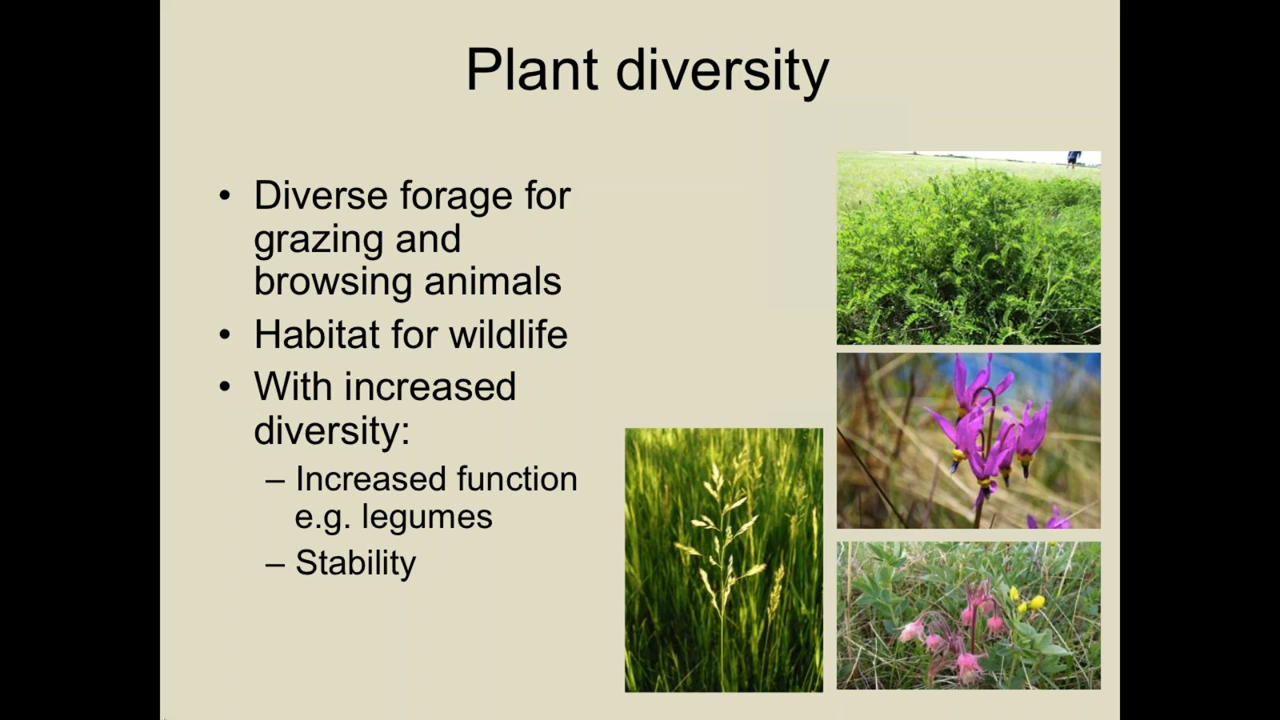 Plant diversity
• Diverse forage for
grazing and
browsing animals
• Habitat for wildlife
• With increased
diversity:
– Increased function
e.g. legumes
– Stability